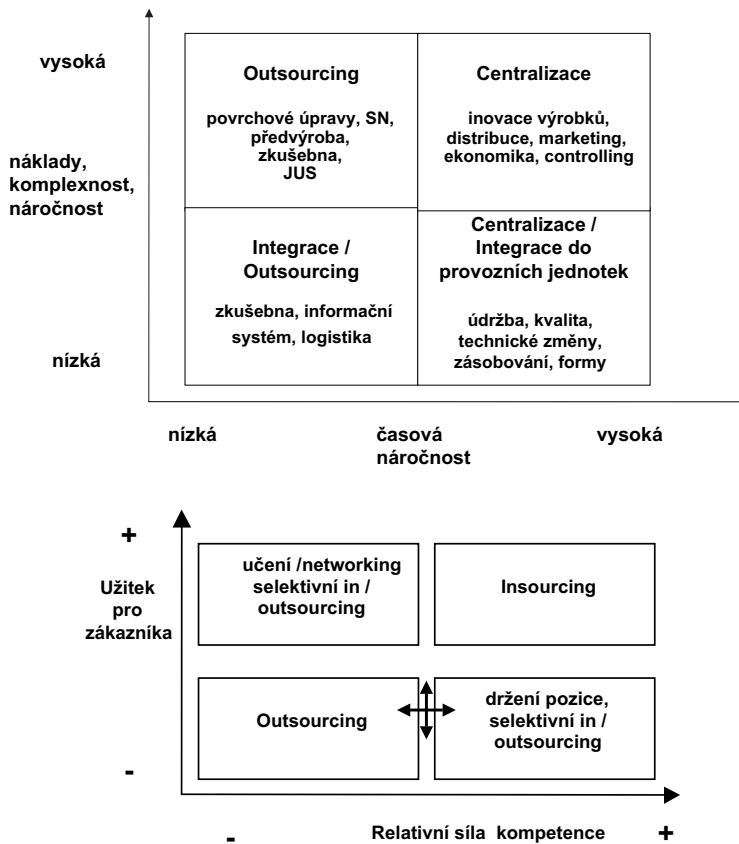 vysoká
náklady,
komplexnost,
náročnost
nízká
Outsourcing
povrchové úpravy, SN,
předvýroba,
zkušebna,
JUS
Centralizace
inovace výrobků,
distribuce, marketing,
ekonomika, controlling
Integrace /
Outsourcing
zkušebna, informační
systém, logistika
Centralizace /
Integrace do
provozních jednotek
údržba, kvalita,
technické změny,
zásobování, formy
nízká
časová
náročnost
vysoká
+
Užitek
pro
zákazníka
-
učení /networking
selektivní in /
outsourcing
Insourcing
Outsourcing
držení pozice,
selektivní in /
outsourcing
-
Relativní síla kompetence
+